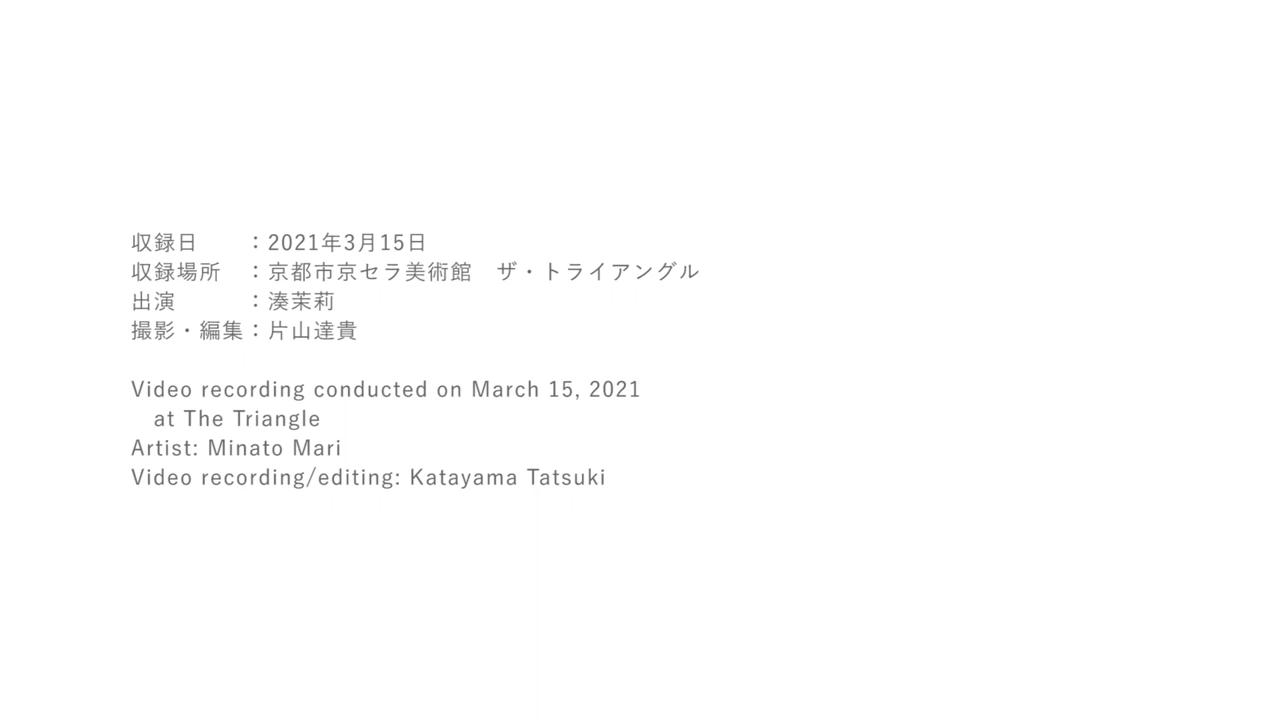 収録日　　：2021年3月15日
収録場所　：京都市京セラ美術館　ザ・トライアングル
出演　　　：湊茉莉
撮影・編集：片山達貴
Video recording conducted on March 15, 2021
at The Triangle
Artist: Minato Mari
Video recording/editing: Katayama Tatsuki